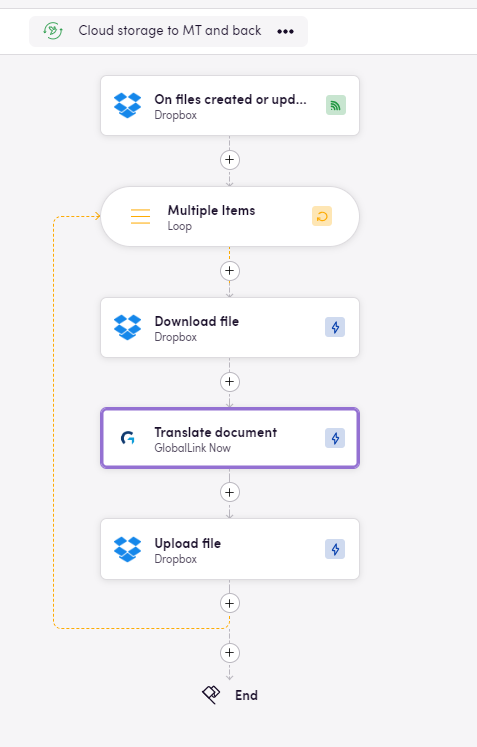 Cloud storage to MT and back
On files created or upd...
Dropbox
Multiple Items
Loop
Download file
Dropbox
Translate document
GlobalLink Now
Upload file
Dropbox
End